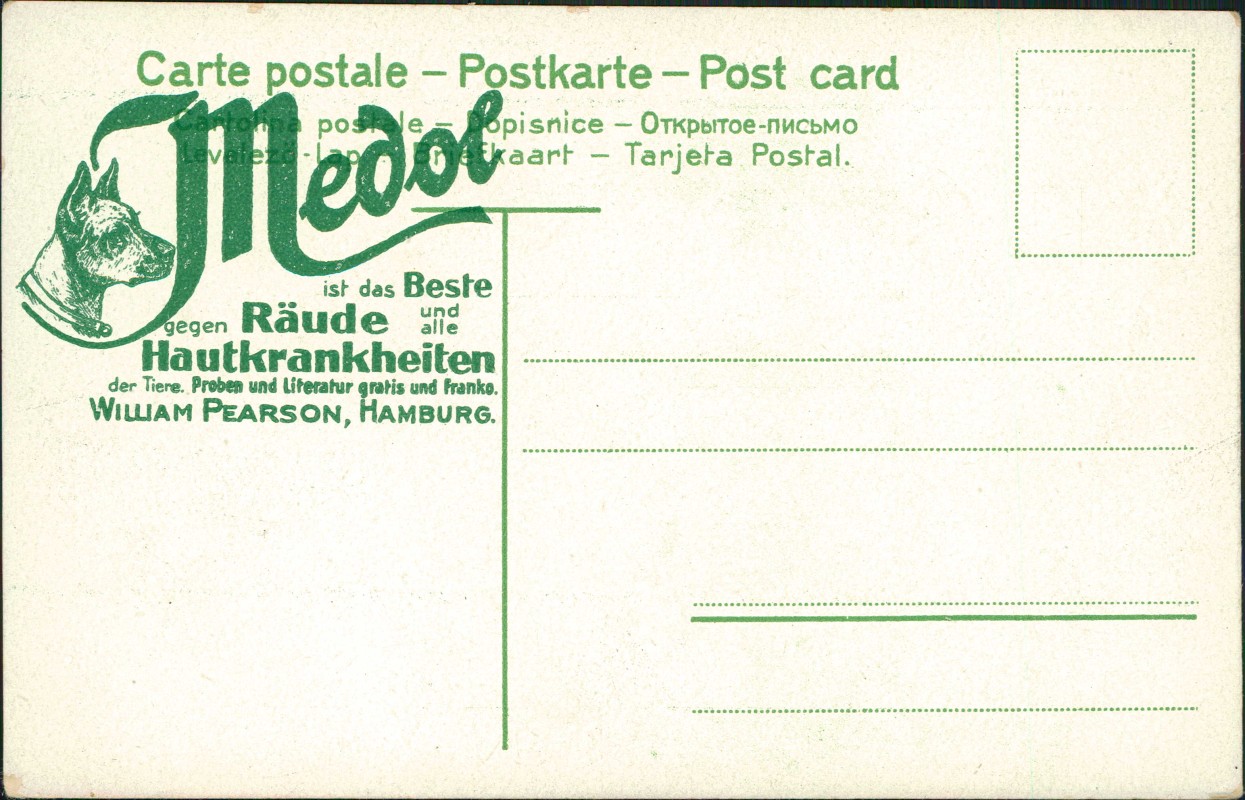 Carte postale – Postkarte – Post card
Cartolina postale – Dopisnice – Открытое-письмо
Levelező-lap – Briefkaart – Tarjeta Postal.
Medol
ist das Beste
gegen Räude und alle
Hautkrankheiten
der Tiere. Proben und Literatur gratis und franko.
WILLIAM PEARSON, HAMBURG.